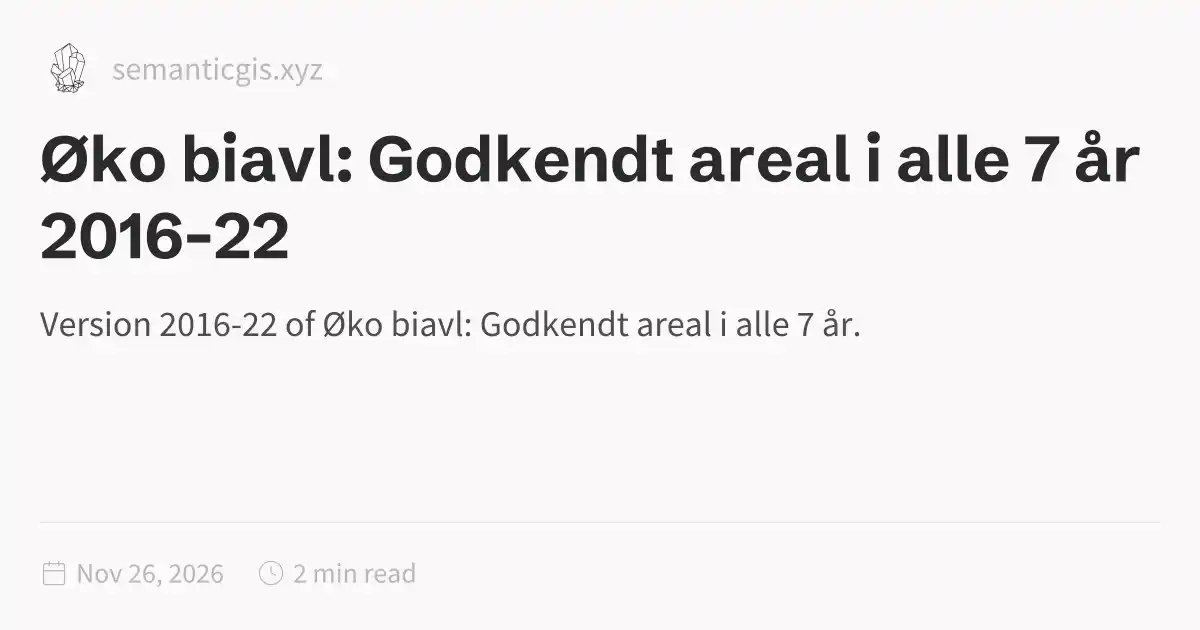 semanticgis.xyz
Øko biavl: Godkendt areal i alle 7 år
2016-22
Version 2016-22 of Øko biavl: Godkendt areal i alle 7 år.
Nov 26, 2026 2 min read